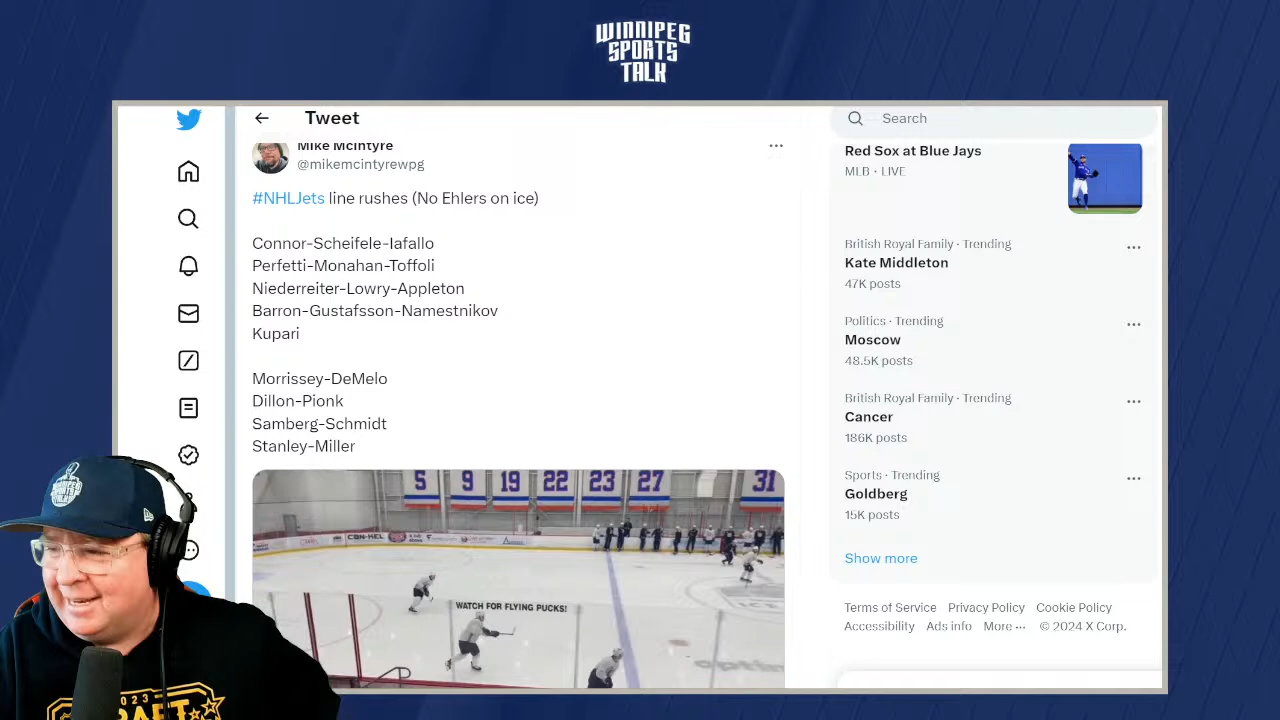 WINNIPEG
SPORTS
TALK
Tweet
Search
Mike McIntyre
@mikemcintyrewpg
#NHLJets line rushes (No Ehlers on ice)
Connor-Scheifele-Iafallo
Perfetti-Monahan-Toffoli
Niederreiter-Lowry-Appleton
Barron-Gustafsson-Namestnikov
Kupari
Morrissey-DeMelo
Dillon-Pionk
Samberg-Schmidt
Stanley-Miller
5 9 19 22 23 27 31
WATCH FOR FLYING PUCKS!
Red Sox at Blue Jays
MLB · LIVE
British Royal Family · Trending
Kate Middleton
47K posts
Politics · Trending
Moscow
48.5K posts
British Royal Family · Trending
Cancer
186K posts
Sports · Trending
Goldberg
15K posts
Show more
Terms of Service Privacy Policy Cookie Policy
Accessibility Ads info More ··· © 2024 X Corp.
WINNIPEG
SPORTS
TALK